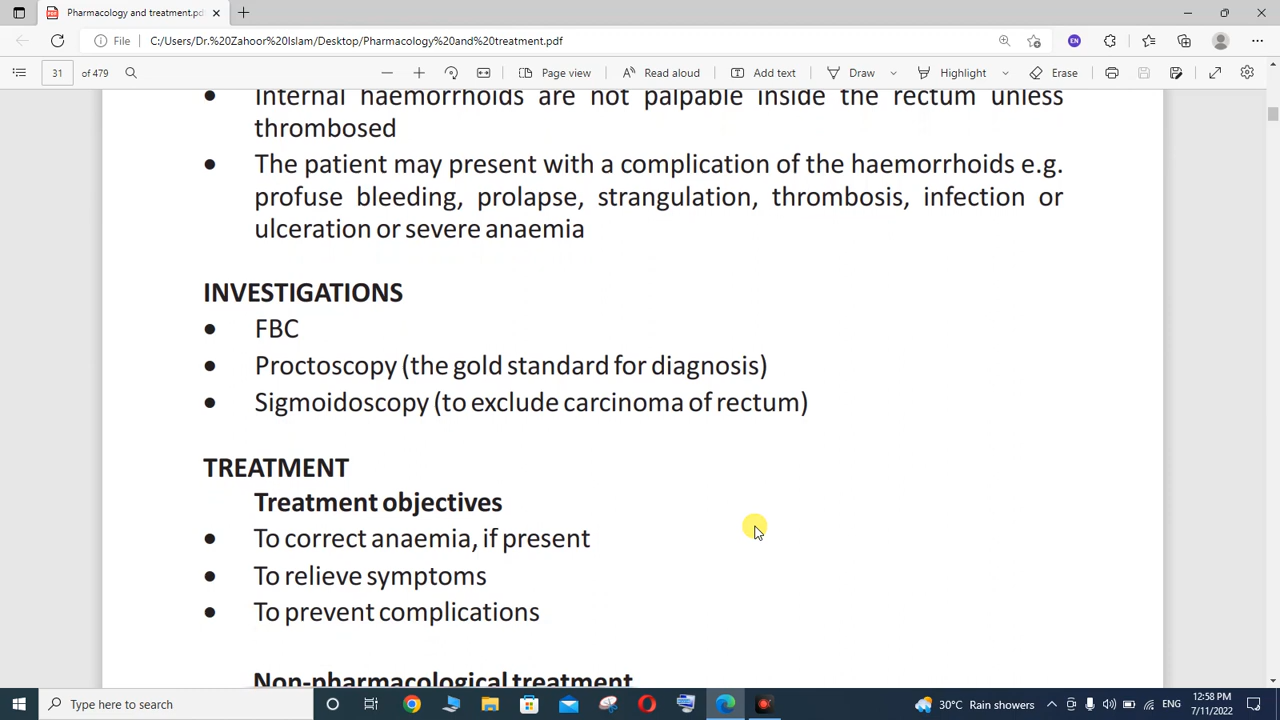 Pharmacology and treatment.pd
File
C:/Users/Dr.%20Zahoor%20Islam/Desktop/Pharmacology%20and%20treatment.pdf
EN
31 of 479
Page view
Read aloud
Add text
Draw
Highlight
Erase
Internal haemorrhoids are not palpable inside the rectum unless
thrombosed
The patient may present with a complication of the haemorrhoids e.g.
profuse bleeding, prolapse, strangulation, thrombosis, infection or
ulceration or severe anaemia
INVESTIGATIONS
FBC
Proctoscopy (the gold standard for diagnosis)
Sigmoidoscopy (to exclude carcinoma of rectum)
TREATMENT
Treatment objectives
To correct anaemia, if present
To relieve symptoms
To prevent complications
Non-pharmacological treatment
Type here to search
30°C Rain showers
ENG
12:58 PM
7/11/2022